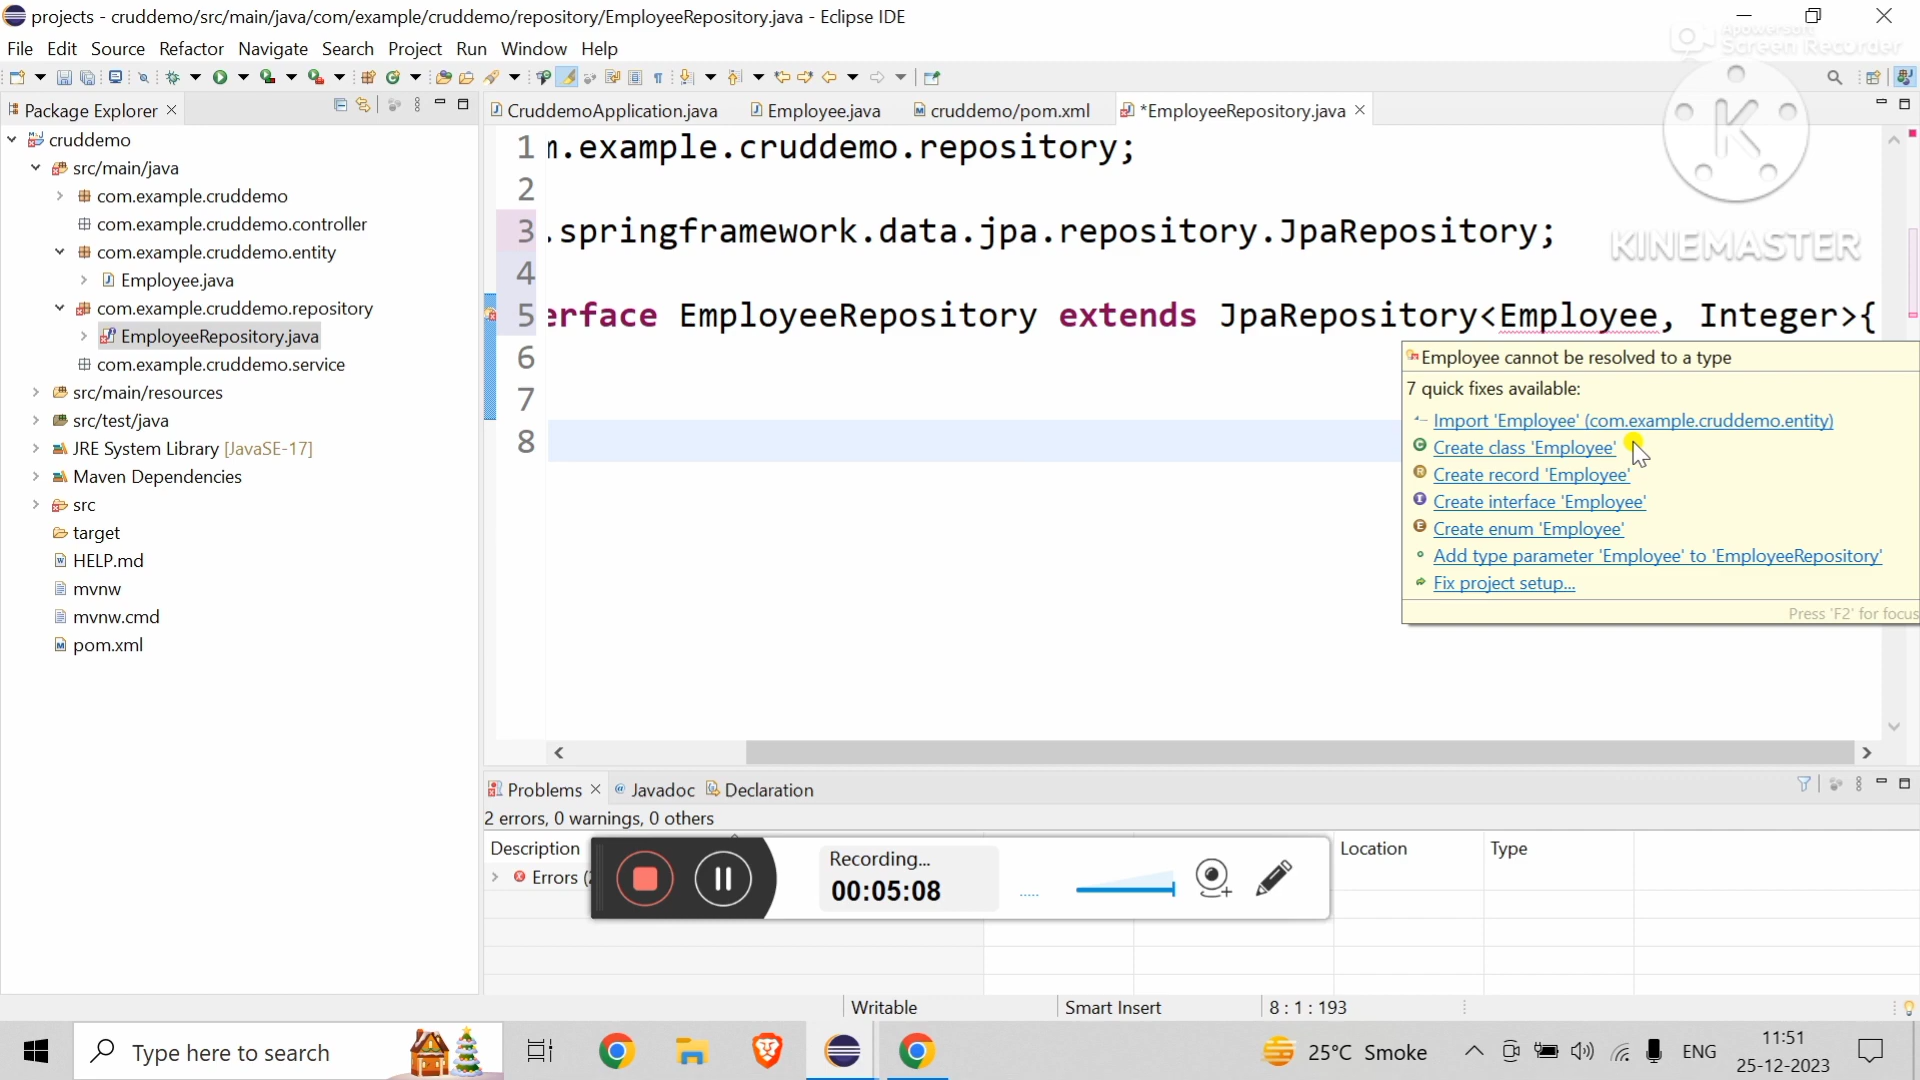 projects - cruddemo/src/main/java/com/example/cruddemo/repository/EmployeeRepository.java - Eclipse IDE
Apowersoft
Screen Recorder
File Edit Source Refactor Navigate Search Project Run Window Help
Package Explorer
CruddemoApplication.java Employee.java cruddemo/pom.xml *EmployeeRepository.java
K
KINEMASTER
cruddemo
src/main/java
com.example.cruddemo
com.example.cruddemo.controller
com.example.cruddemo.entity
Employee.java
com.example.cruddemo.repository
EmployeeRepository.java
com.example.cruddemo.service
src/main/resources
src/test/java
JRE System Library [JavaSE-17]
Maven Dependencies
src
target
HELP.md
mvnw
mvnw.cmd
pom.xml
1 m.example.cruddemo.repository;
2
3 .springframework.data.jpa.repository.JpaRepository;
4
5 erface EmployeeRepository extends JpaRepository<Employee, Integer>{
6
7
8
Employee cannot be resolved to a type
7 quick fixes available:
Import 'Employee' (com.example.cruddemo.entity)
Create class 'Employee'
Create record 'Employee'
Create interface 'Employee'
Create enum 'Employee'
Add type parameter 'Employee' to 'EmployeeRepository'
Fix project setup...
Press 'F2' for focus
Problems Javadoc Declaration
2 errors, 0 warnings, 0 others
Description Location Type
Errors (2
Recording...
00:05:08
Writable Smart Insert 8 : 1 : 193
Type here to search
25°C Smoke
ENG
11:51
25-12-2023